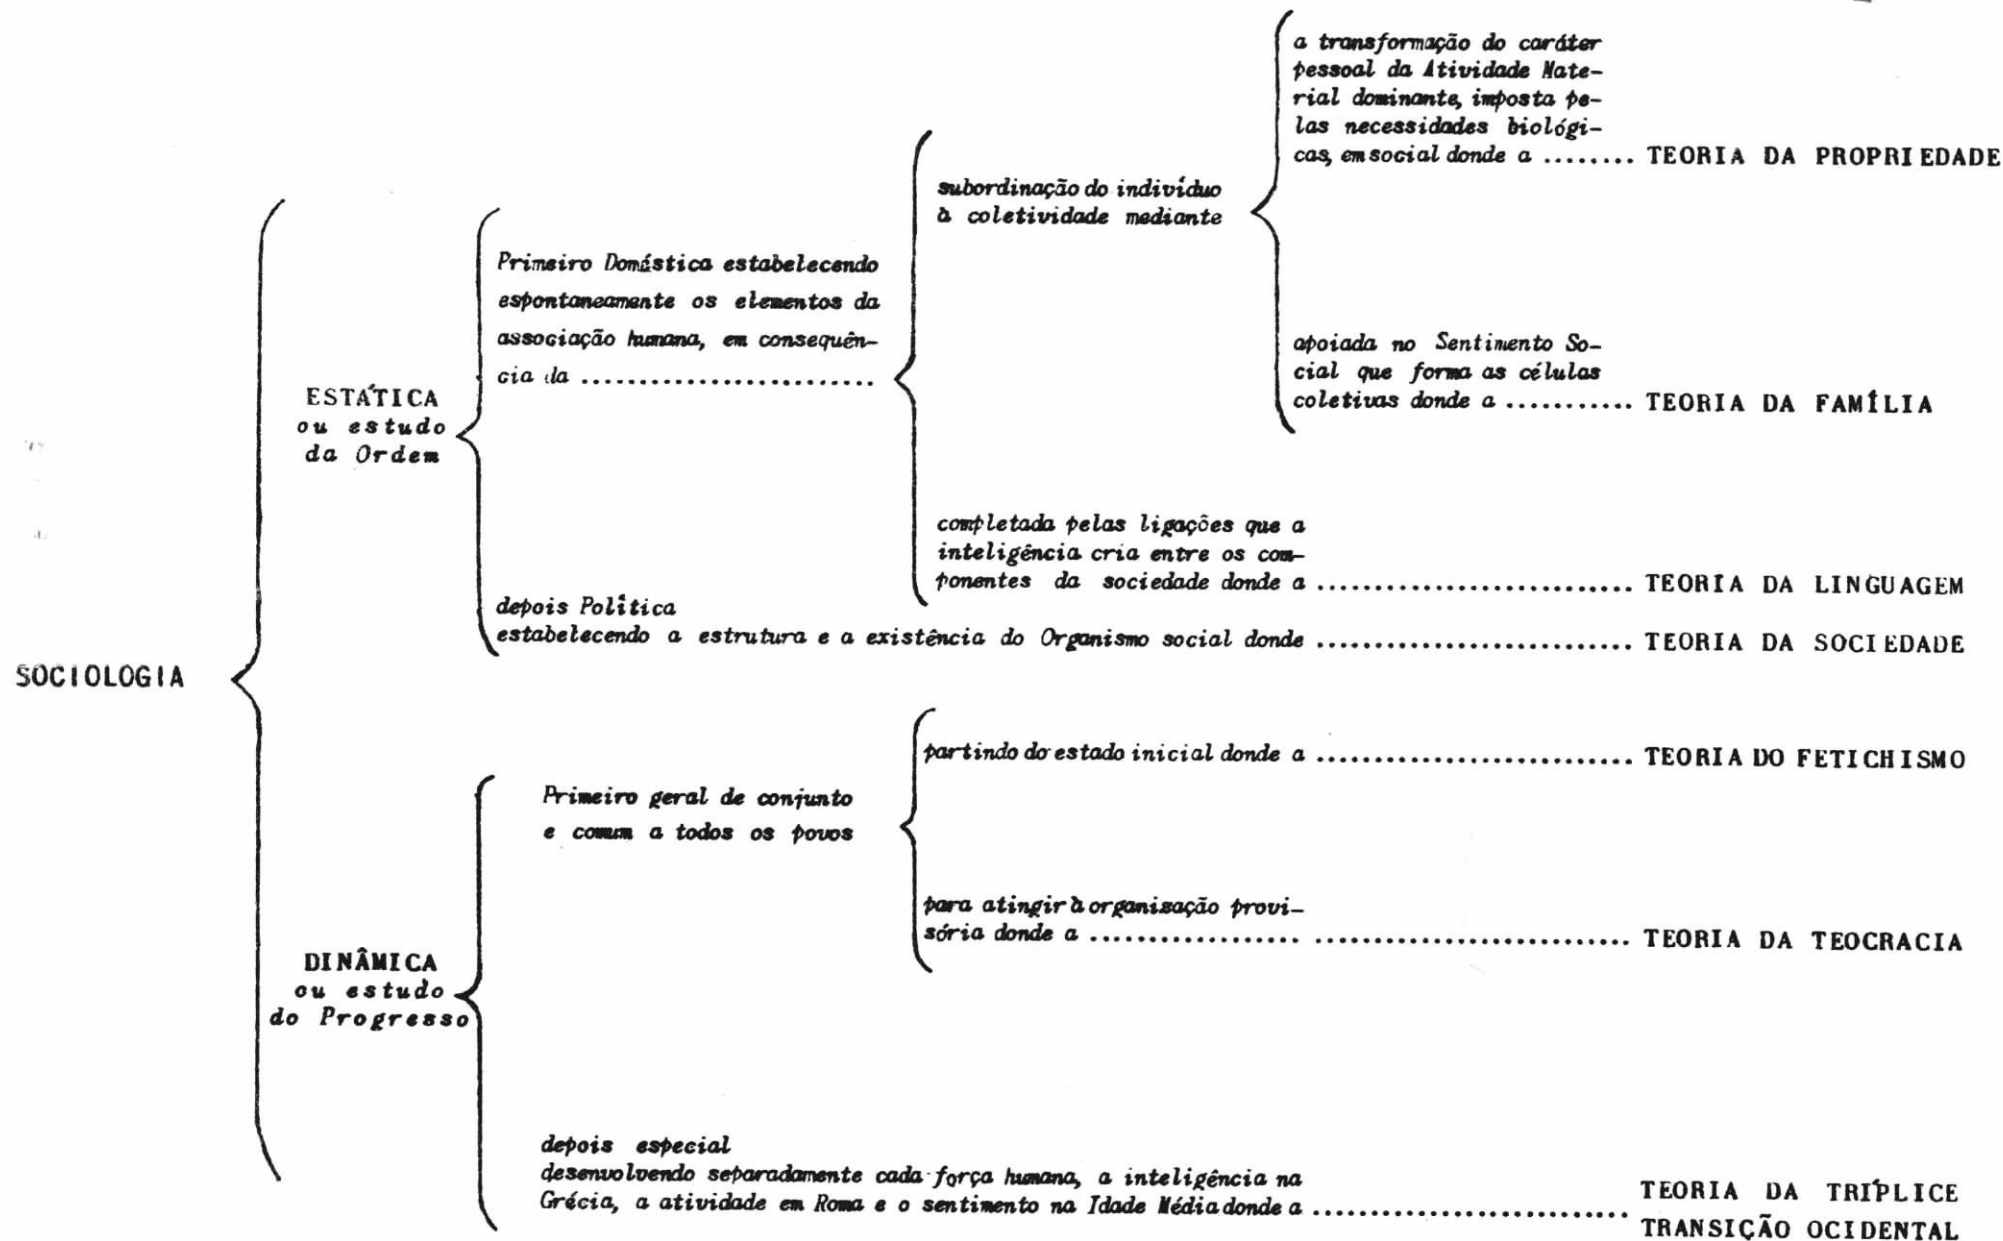 a transformação do caráter
pessoal da Atividade Mate-
rial dominante, imposta pe-
las necessidades biológi-
cas, em social donde a ........ TEORIA DA PROPRIEDADE
subordinação do indivíduo
à coletividade mediante
Primeiro Doméstica estabelecendo
espontaneamente os elementos da
associação humana, em consequên-
cia da .........................
apoiada no Sentimento So-
cial que forma as células
coletivas donde a ........... TEORIA DA FAMÍLIA
ESTÁTICA
ou estudo
da Ordem
completada pelas ligações que a
inteligência cria entre os com-
ponentes da sociedade donde a ........................... TEORIA DA LINGUAGEM
depois Política
estabelecendo a estrutura e a existência do Organismo social donde ........................... TEORIA DA SOCIEDADE
SOCIOLOGIA
partindo do estado inicial donde a ........................... TEORIA DO FETICHISMO
Primeiro geral de conjunto
e comum a todos os povos
para atingir à organização provi-
sória donde a .................. ........................... TEORIA DA TEOCRACIA
DINÂMICA
ou estudo
do Progresso
depois especial
desenvolvendo separadamente cada força humana, a inteligência na
Grécia, a atividade em Roma e o sentimento na Idade Média donde a ........................... TEORIA DA TRÍPLICE
TRANSIÇÃO OCIDENTAL